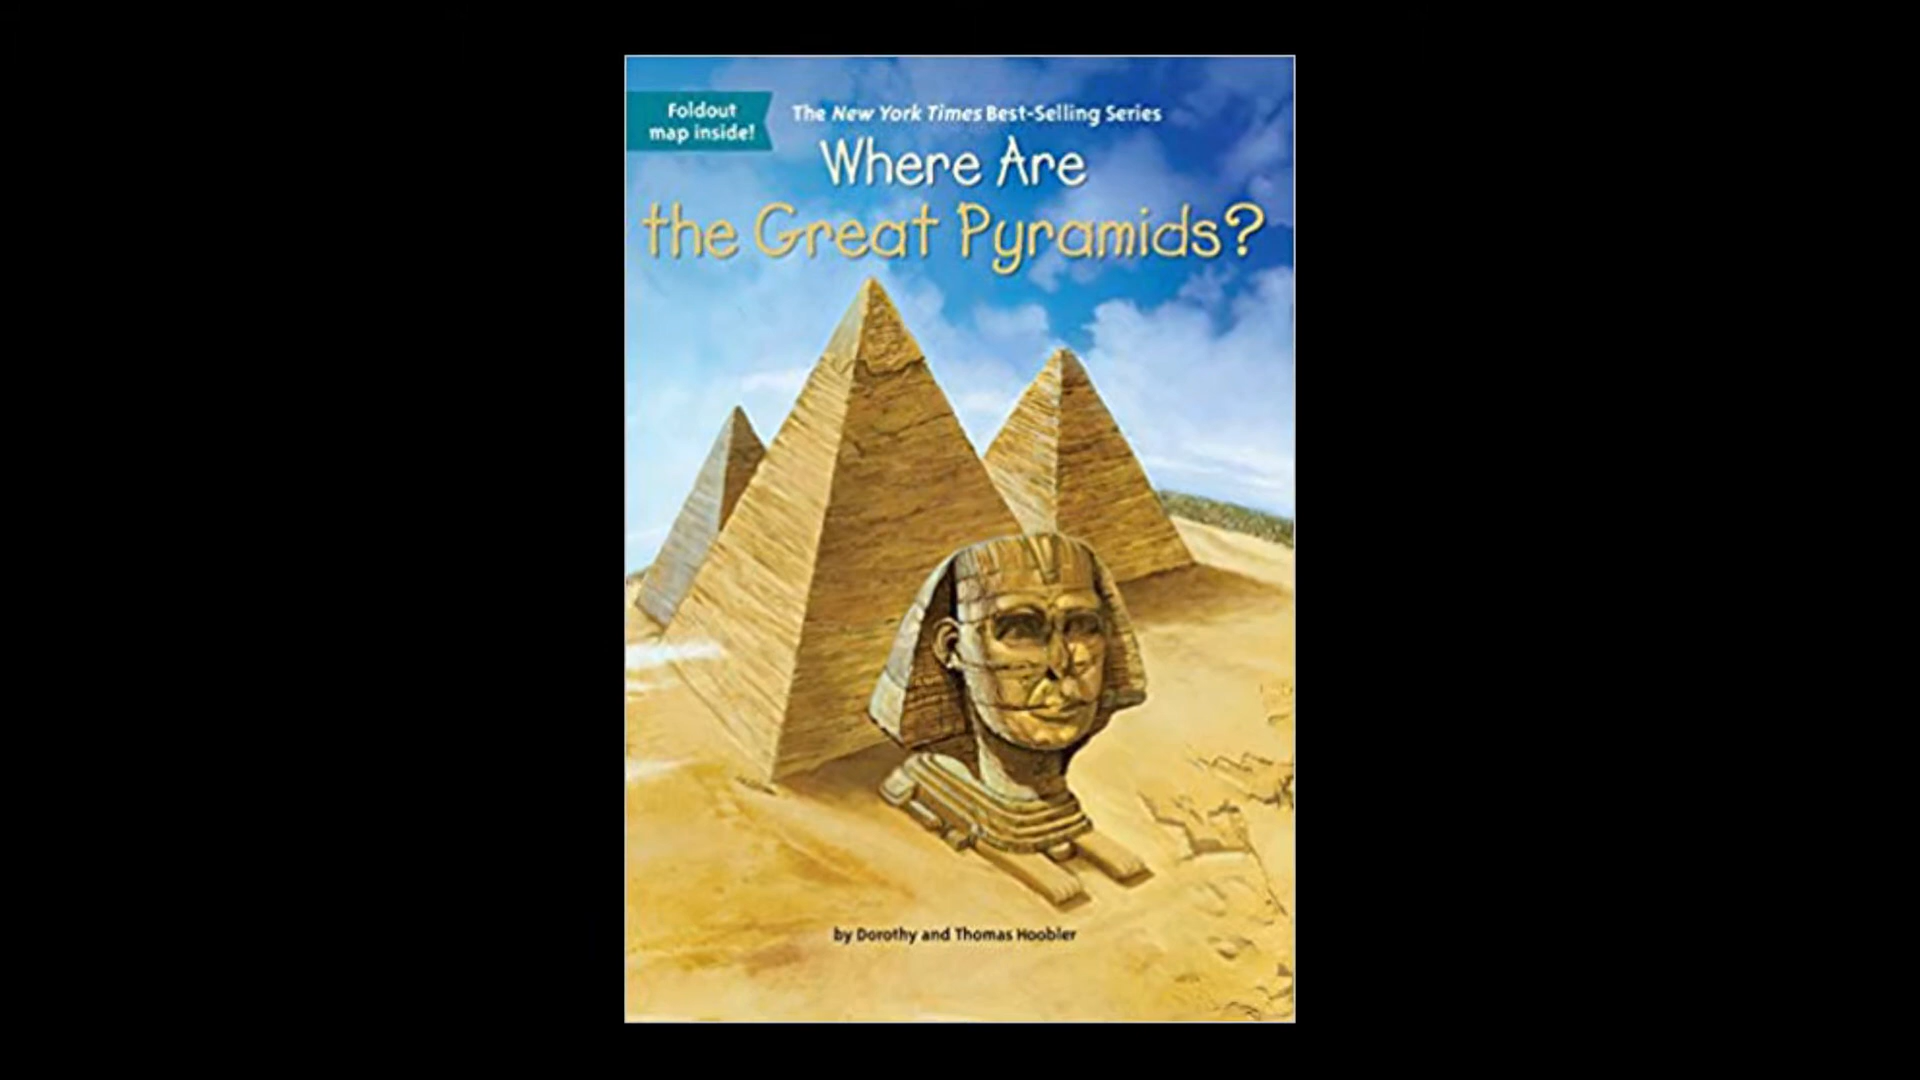 Foldout
map inside!
The New York Times Best-Selling Series
Where Are
the Great Pyramids?
by Dorothy and Thomas Hoobler